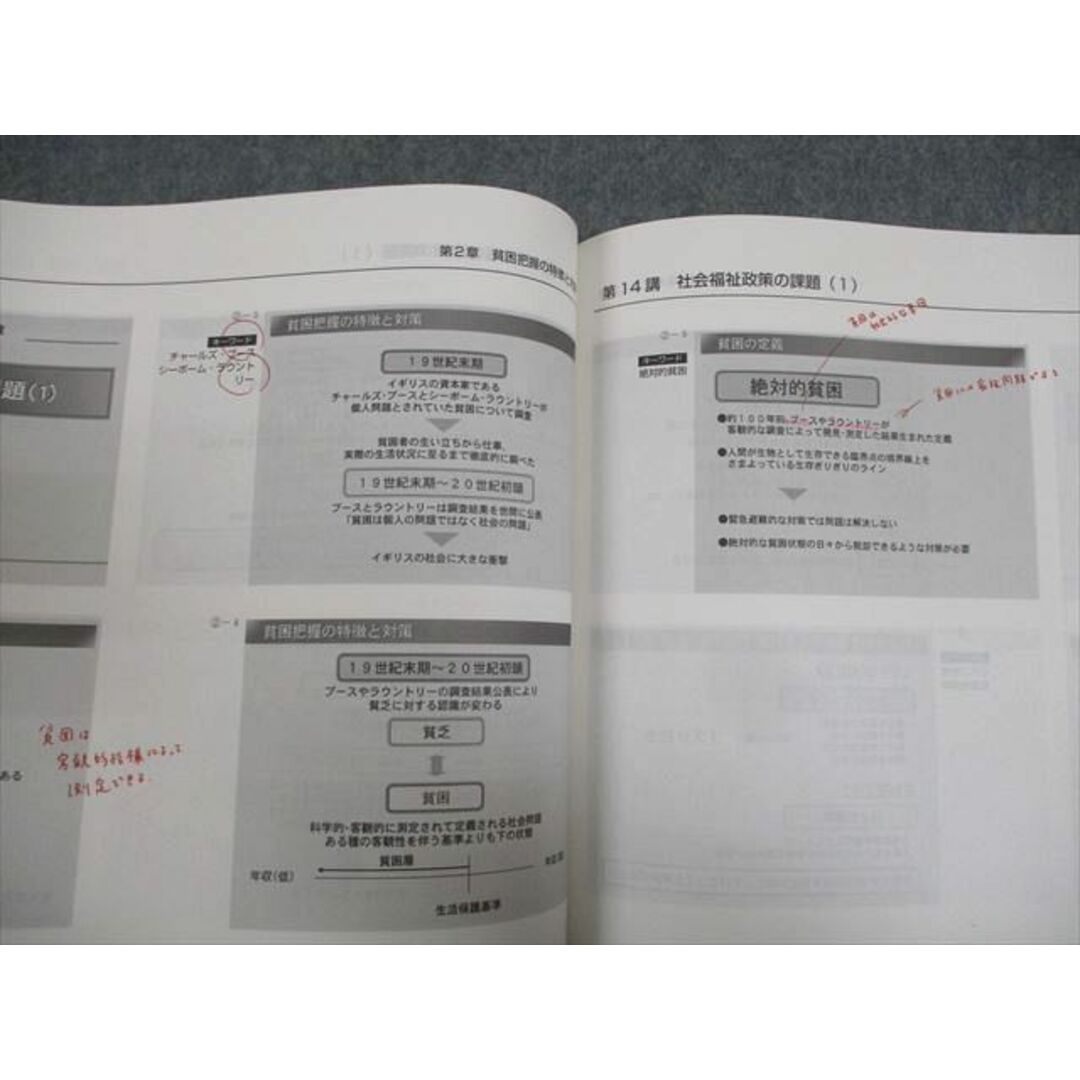 題(1)
ある
貧困は
客観的指標によって
測定できる.
第2章 貧困把握の特徴と
②-3
キーワード
チャールズ・ブース
シーボーム・ラウント
リー
貧困把握の特徴と対策
19世紀末期
イギリスの資本家である
チャールズ・ブースとシーボーム・ラウントリーが
個人問題とされていた貧困について調査
貧困者の生い立ちから仕事、
実際の生活状況に至るまで徹底的に調べた
19世紀末期～20世紀初頭
ブースとラウントリーは調査結果を世間に公表
「貧困は個人の問題ではなく社会の問題」
イギリスの社会に大きな衝撃
②-4
貧困把握の特徴と対策
19世紀末期～20世紀初頭
ブースやラウントリーの調査結果公表により
貧乏に対する認識が変わる
貧乏
貧困
科学的・客観的に測定されて定義される社会問題
ある種の客観性を伴う基準よりも下の状態
貧困層
年収(低)
生活保護基準
第14講 社会福祉政策の課題(1)
②-5
キーワード
絶対的貧困
貧困の定義
絶対的貧困
●約100年前、ブースやラウントリーが
客観的な調査によって発見・測定した結果生まれた定義
●人間が生物として生存できる臨界点の境界線上を
さまよっている生存ぎりぎりのライン
●緊急避難的な対策では問題は解決しない
●絶対的な貧困状態の日々から脱却できるような対策が必要